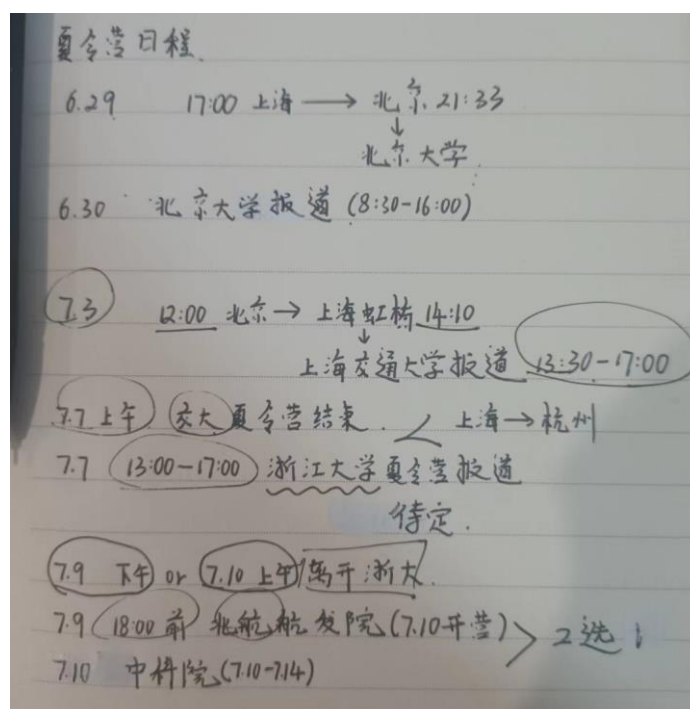 夏令营日程.
6.29 17:00 上海 → 北京 21:33
↓
北京大学.
6.30 北京大学报道 (8:30-16:00)
7.3 12:00 北京 → 上海虹桥 14:10
↓
上海交通大学报道 13:30-17:00
7.7 上午 交大夏令营结束. < 上海→杭州
7.7 13:00-17:00 浙江大学夏令营报道
待定.
7.9 下午 or 7.10 上午 离开浙大.
7.9 18:00前 北航航发院 (7.10开营) > 2选1
7.10 中科院 (7.10-7.14)